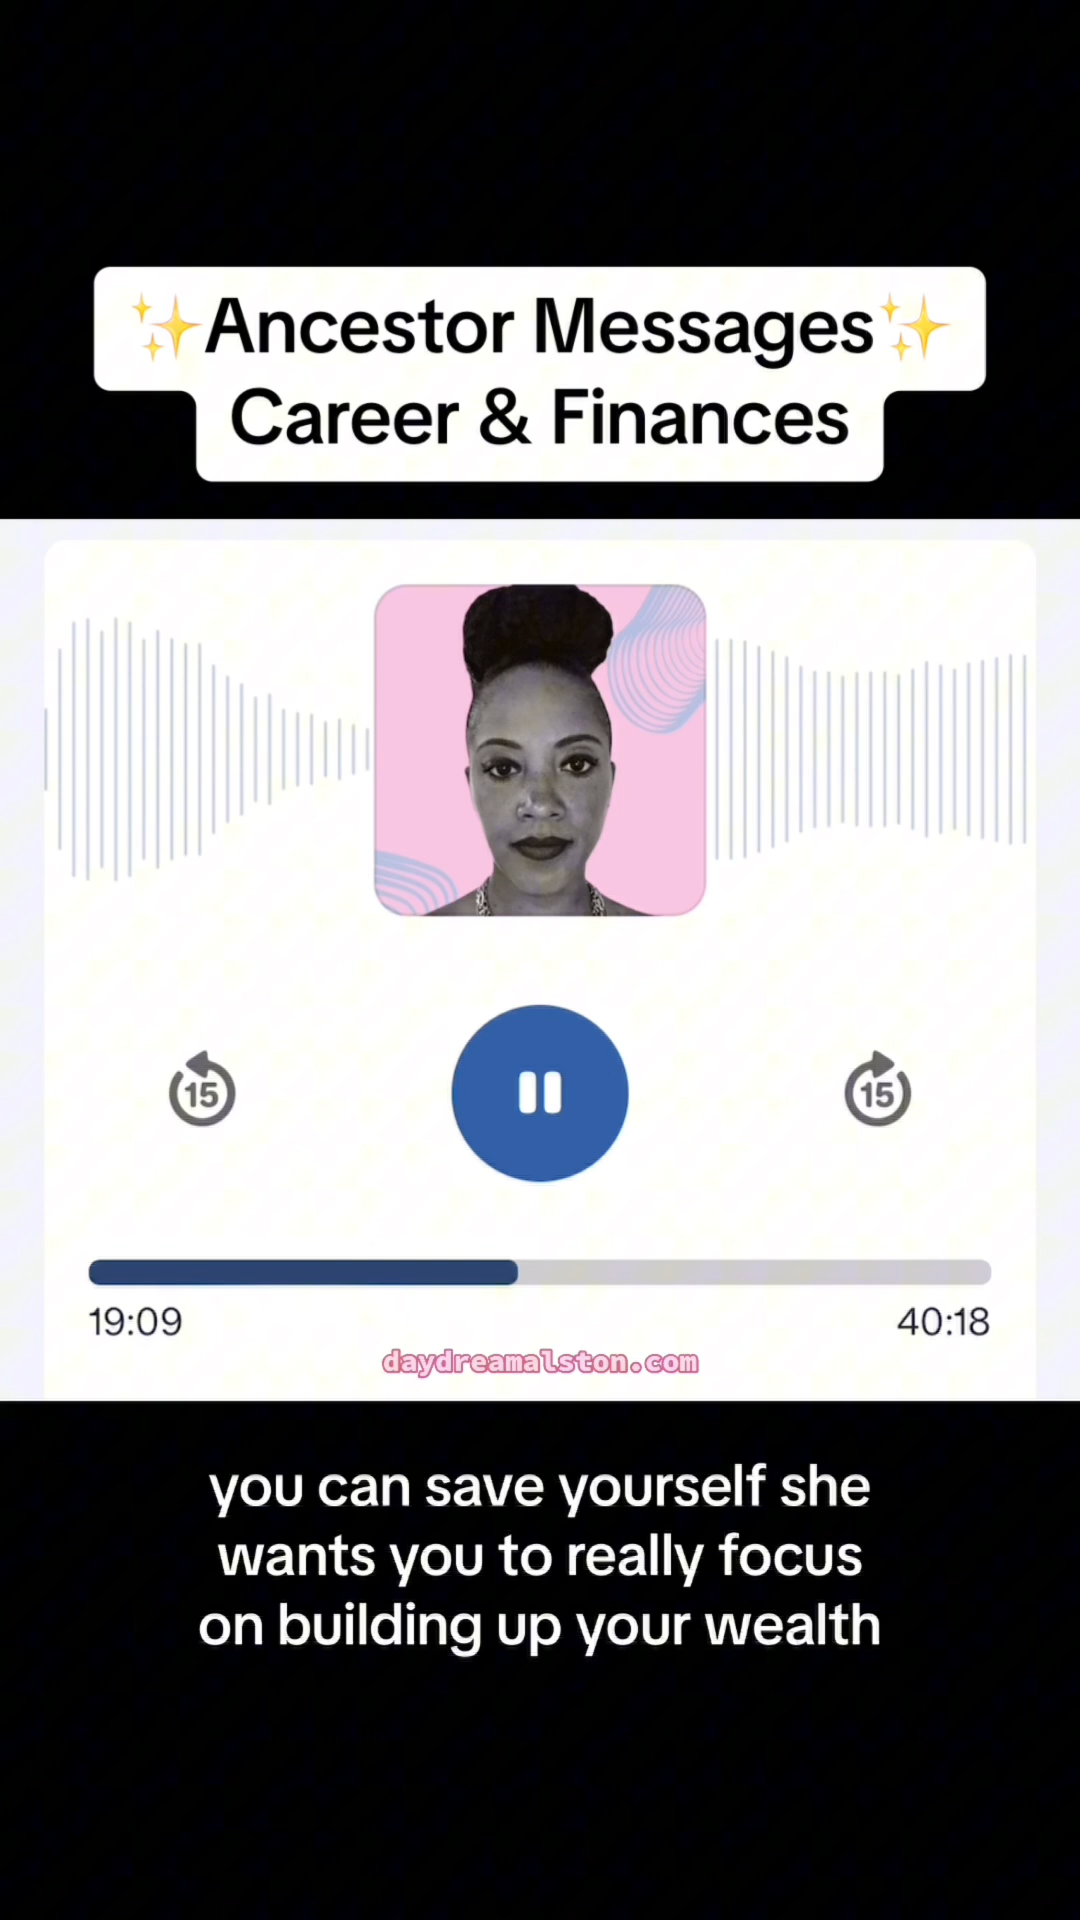 ✨Ancestor Messages✨
Career & Finances
15
15
19:09
40:18
daydreamalston.com
you can save yourself she
wants you to really focus
on building up your wealth